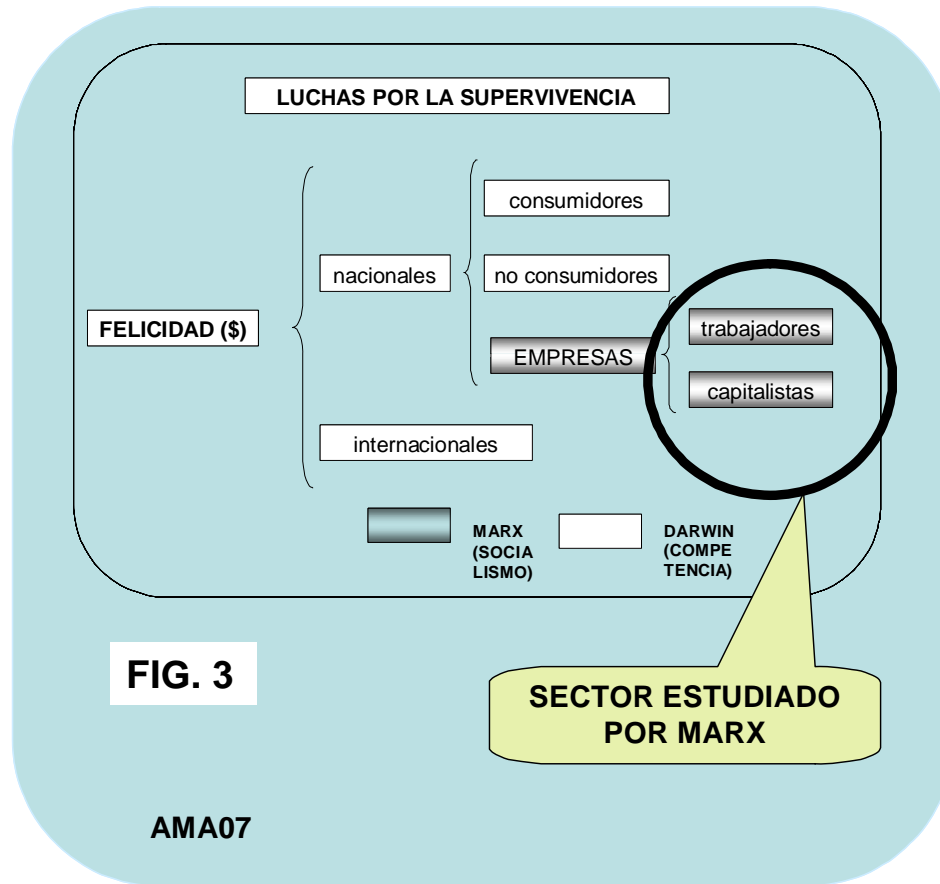 LUCHAS POR LA SUPERVIVENCIA
consumidores
nacionales
no consumidores
FELICIDAD ($)
trabajadores
EMPRESAS
capitalistas
internacionales
MARX
(SOCIA
LISMO)
DARWIN
(COMPE
TENCIA)
FIG. 3
SECTOR ESTUDIADO
POR MARX
AMA07